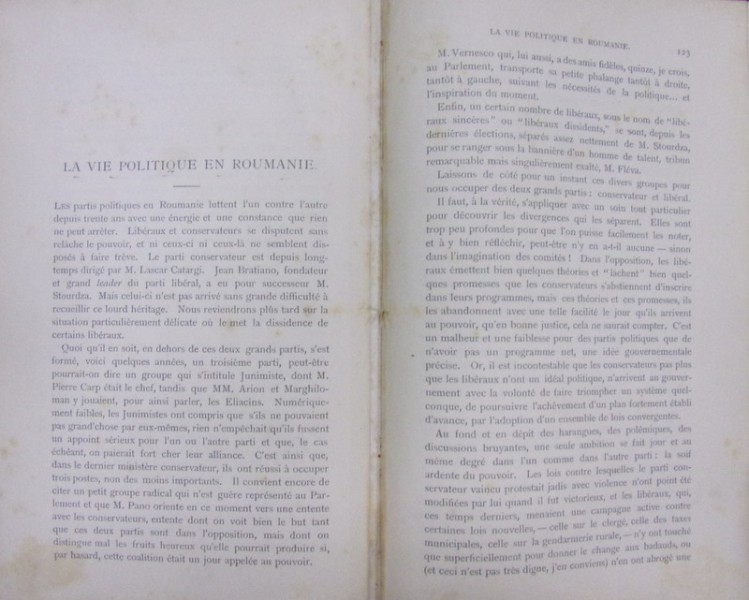 LA VIE POLITIQUE EN ROUMANIE.
Les partis politiques en Roumanie luttent l'un contre l'autre
depuis trente ans avec une énergie et une constance que rien
ne peut arrêter. Libéraux et conservateurs se disputent sans
relâche le pouvoir, et ni ceux-ci ni ceux-là ne semblent dis-
posés à faire trêve. Le parti conservateur est depuis long-
temps dirigé par M. Lascar Catargi. Jean Bratiano, fondateur
et grand leader du parti libéral, a eu pour successeur M.
Stourdza. Mais celui-ci n'est pas arrivé sans grande difficulté à
recueillir ce lourd héritage. Nous reviendrons plus tard sur la
situation particulièrement délicate où le met la dissidence de
certains libéraux.
Quoi qu'il en soit, en dehors de ces deux grands partis, s'est
formé, voici quelques années, un troisième parti, peut-être
pourrait-on dire un groupe qui s'intitule Junimiste, dont M.
Pierre Carp était le chef, tandis que MM. Arion et Marghilo-
man y jouaient, pour ainsi parler, les Eliacins. Numérique-
ment faibles, les Junimistes ont compris que s'ils ne pouvaient
pas grand'chose par eux-mêmes, rien n'empêchait qu'ils fussent
un appoint sérieux pour l'un ou l'autre parti et que, le cas
échéant, on paierait fort cher leur alliance. C'est ainsi que,
dans le dernier ministère conservateur, ils ont réussi à occuper
trois postes, non des moins importants. Il convient encore de
citer un petit groupe radical qui n'est guère représenté au Par-
lement et que M. Pano oriente en ce moment vers une entente
avec les conservateurs, entente dont on voit bien le but tant
que ces deux partis sont dans l'opposition, mais dont on
distingue mal les fruits heureux qu'elle pourrait produire si,
par hasard, cette coalition était un jour appelée au pouvoir.
LA VIE POLITIQUE EN ROUMANIE. 123
M. Vernesco qui, lui aussi, a des amis fidèles, quinze, je crois,
au Parlement, transporte sa petite phalange tantôt à droite,
tantôt à gauche, suivant les nécessités de la politique... et
l'inspiration du moment.
Enfin, un certain nombre de libéraux, sous le nom de "libé-
raux sincères" ou "libéraux dissidents," se sont, depuis les
dernières élections, séparés assez nettement de M. Stourdza,
pour se ranger sous la bannière d'un homme de talent, tribun
remarquable mais singulièrement exalté, M. Fléva.
Laissons de côté pour un instant ces divers groupes pour
nous occuper des deux grands partis: conservateur et libéral.
Il faut, à la vérité, s'appliquer avec un soin tout particulier
pour découvrir les divergences qui les séparent. Elles sont
trop peu profondes pour que l'on puisse facilement les noter,
et à y bien réfléchir, peut-être n'y en a-t-il aucune — sinon
dans l'imagination des comités! Dans l'opposition, les libé-
raux émettent bien quelques théories et "lâchent" bien quel-
ques promesses que les conservateurs s'abstiennent d'inscrire
dans leurs programmes, mais ces théories et ces promesses, ils
les abandonnent avec une telle facilité le jour qu'ils arrivent
au pouvoir, qu'en bonne justice, cela ne saurait compter. C'est
un malheur et une faiblesse pour des partis politiques que de
n'avoir pas un programme net, une idée gouvernementale
précise. Or, il est incontestable que les conservateurs pas plus
que les libéraux n'ont un idéal politique, n'arrivent au gouver-
nement avec la volonté de faire triompher un système quel-
conque, de poursuivre l'achèvement d'un plan fortement établi
d'avance, par l'adoption d'un ensemble de lois convergentes.
Au fond et en dépit des harangues, des polémiques, des
discussions bruyantes, une seule ambition se fait jour et au
même degré dans l'un comme dans l'autre parti: la soif
ardente du pouvoir. Les lois contre lesquelles le parti con-
servateur vaincu protestait jadis avec violence n'ont point été
modifiées par lui quand il fut victorieux, et les libéraux, qui,
ces temps derniers, menaient une campagne active contre
certaines lois nouvelles, — celle sur le clergé, celle des taxes
municipales, celle sur la gendarmerie rurale, — n'y ont touché
que superficiellement pour donner le change aux badauds, ou
(et ceci n'est pas très digne, j'en conviens) n'en ont abrogé une